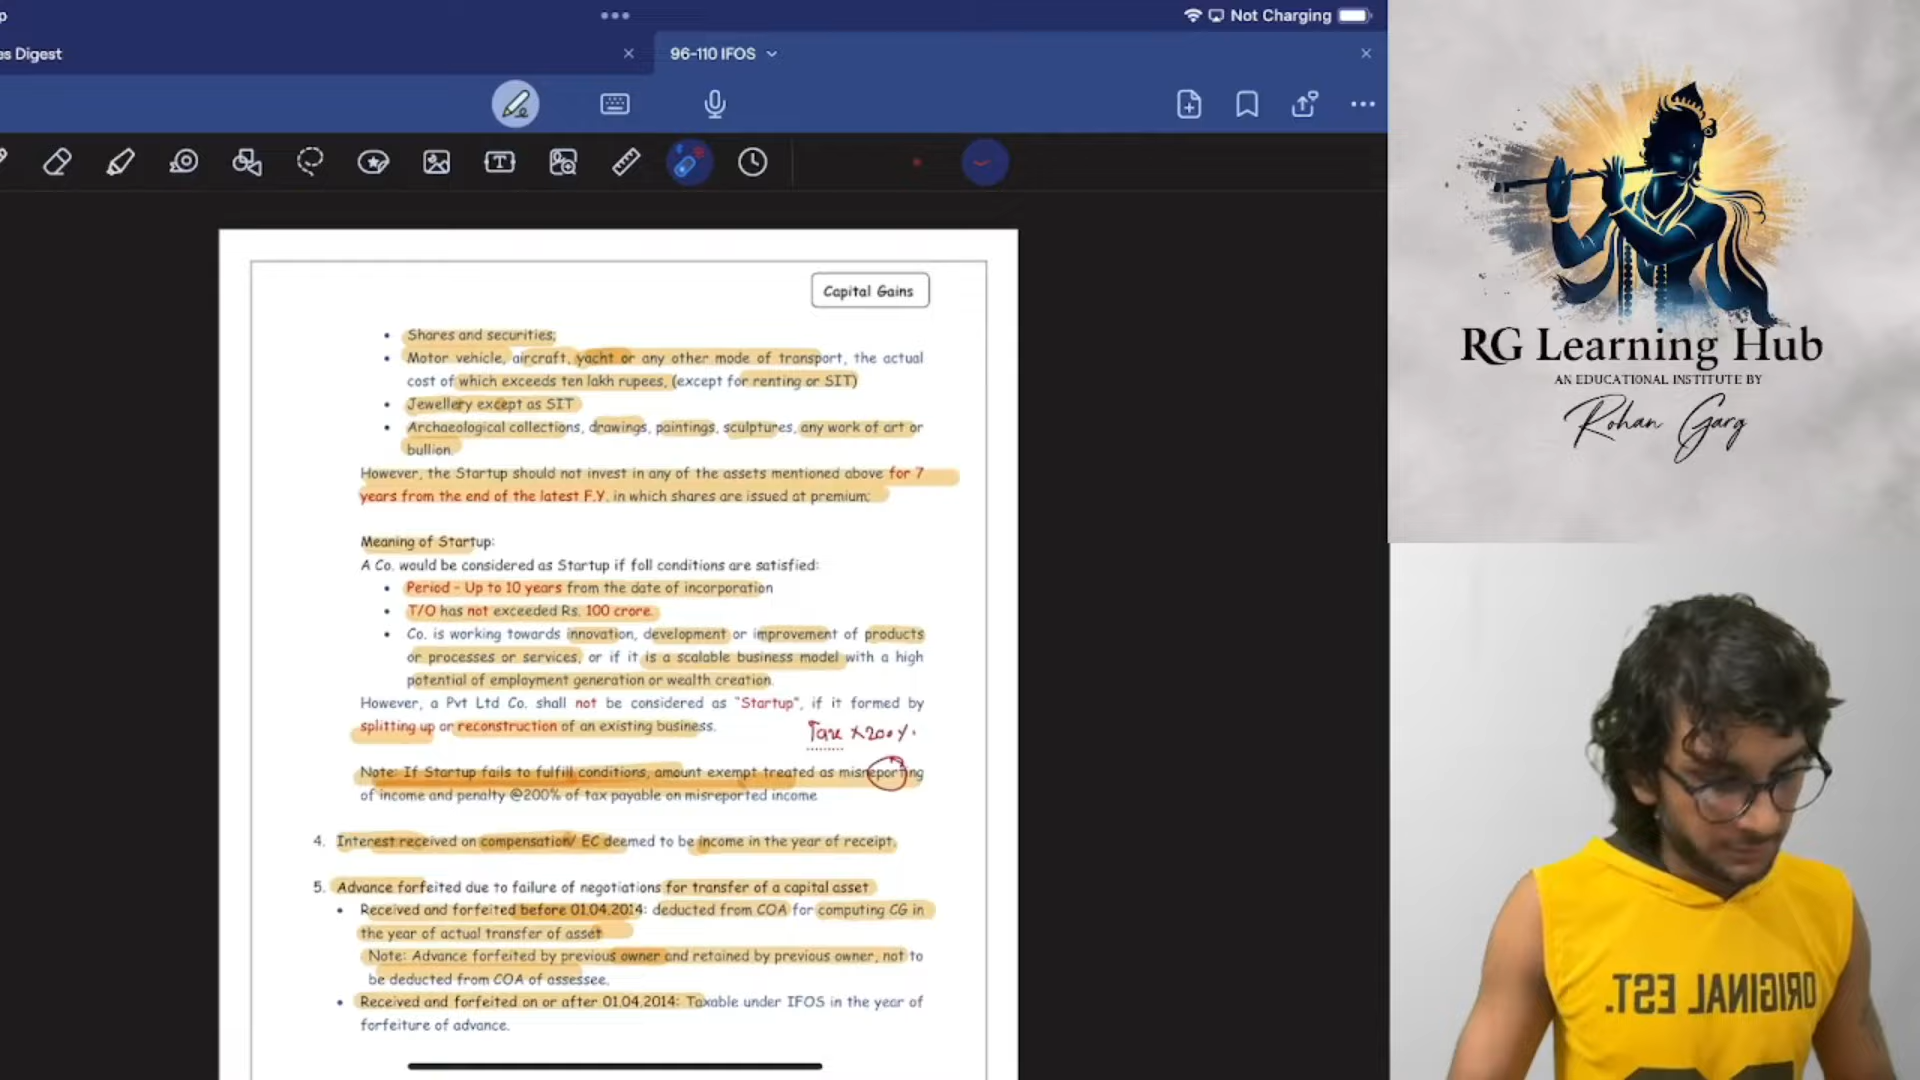 p
Not Charging
es Digest
96-110 IFOS
Capital Gains
• Shares and securities;
• Motor vehicle, aircraft, yacht or any other mode of transport, the actual
cost of which exceeds ten lakh rupees, (except for renting or SIT)
• Jewellery except as SIT
• Archaeological collections, drawings, paintings, sculptures, any work of art or
bullion.
However, the Startup should not invest in any of the assets mentioned above for 7
years from the end of the latest F.Y. in which shares are issued at premium;
Meaning of Startup:
A Co. would be considered as Startup if foll conditions are satisfied:
• Period - Up to 10 years from the date of incorporation
• T/O has not exceeded Rs. 100 crore.
• Co. is working towards innovation, development or improvement of products
or processes or services, or if it is a scalable business model with a high
potential of employment generation or wealth creation.
However, a Pvt Ltd Co. shall not be considered as "Startup", if it formed by
splitting up or reconstruction of an existing business.
Tax x200%.
Note: If Startup fails to fulfill conditions, amount exempt treated as misreporting
of income and penalty @200% of tax payable on misreported income
4. Interest received on compensation/ EC deemed to be income in the year of receipt.
5. Advance forfeited due to failure of negotiations for transfer of a capital asset
• Received and forfeited before 01.04.2014: deducted from COA for computing CG in
the year of actual transfer of asset
Note: Advance forfeited by previous owner and retained by previous owner, not to
be deducted from COA of assessee.
• Received and forfeited on or after 01.04.2014: Taxable under IFOS in the year of
forfeiture of advance.
RG Learning Hub
AN EDUCATIONAL INSTITUTE BY
Rohan Garg
ORIGINAL EST.